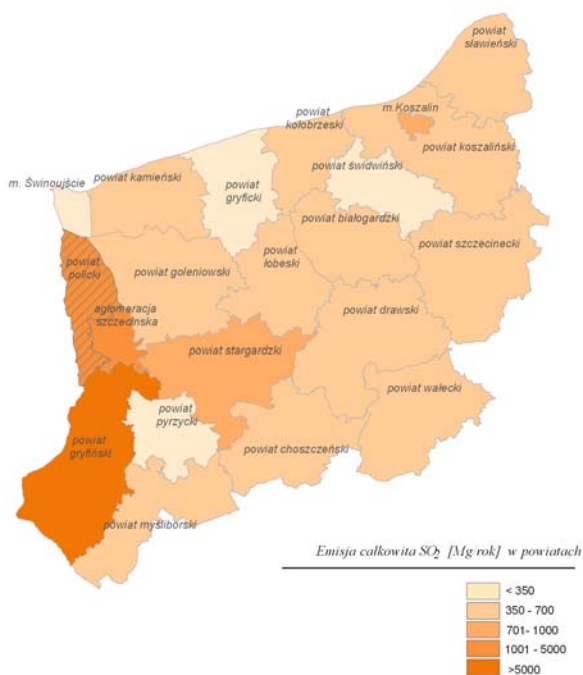 powiat
sławieński
m.Koszalin
powiat
kołobrzeski
powiat koszaliński
powiat świdwiński
m. Świnoujście
powiat kamieński
powiat
gryficki
powiat białogardzki
powiat szczecinecki
powiat
łobeski
powiat goleniowski
powiat
policki
aglomeracja
szczecińska
powiat drawski
powiat stargardzki
powiat wałecki
powiat
pyrzycki
powiat choszczeński
powiat
gryfiński
powiat myśliborski
Emisja całkowita SO₂ [Mg rok] w powiatach
< 350
350 - 700
701- 1000
1001 - 5000
>5000